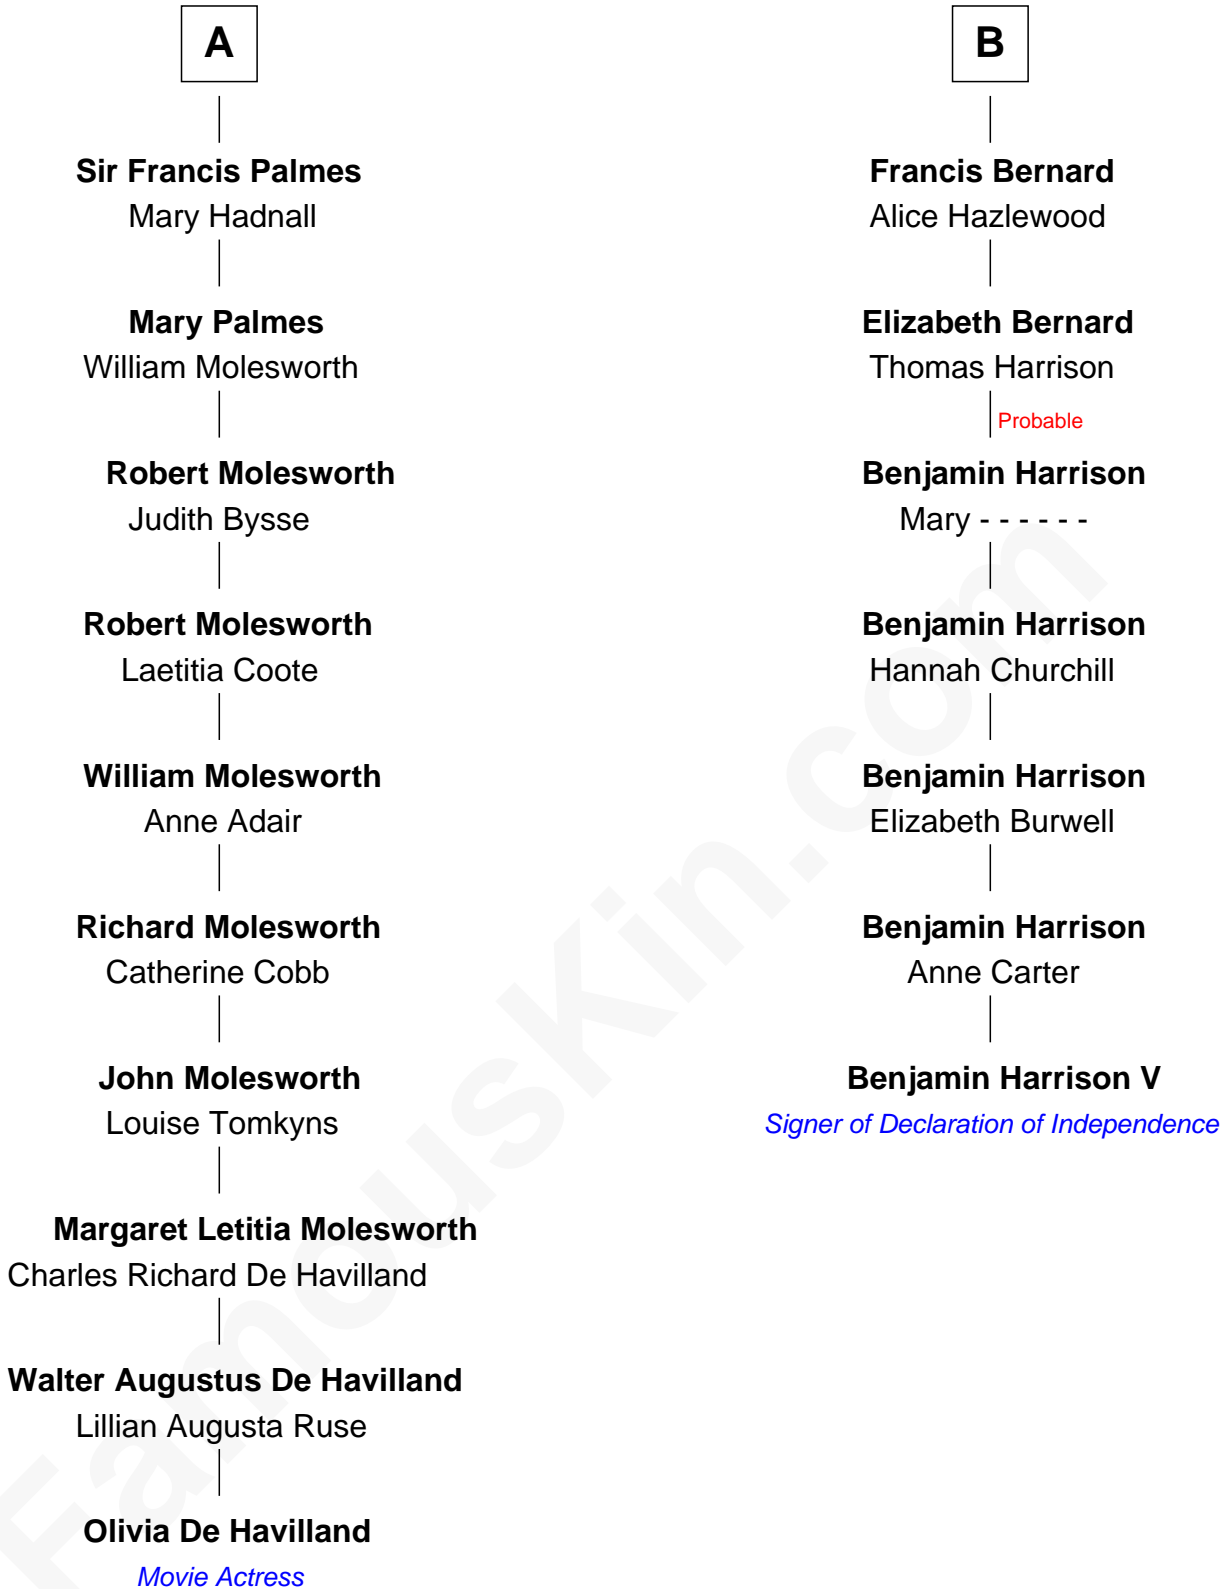 A
Sir Francis Palmes
Mary Hadnall
Mary Palmes
William Molesworth
Robert Molesworth
Judith Bysse
Robert Molesworth
Laetitia Coote
William Molesworth
Anne Adair
Richard Molesworth
Catherine Cobb
John Molesworth
Louise Tomkyns
Margaret Letitia Molesworth
Charles Richard De Havilland
Walter Augustus De Havilland
Lillian Augusta Ruse
Olivia De Havilland
Movie Actress
B
Francis Bernard
Alice Hazlewood
Elizabeth Bernard
Thomas Harrison
Probable
Benjamin Harrison
Mary - - - - - -
Benjamin Harrison
Hannah Churchill
Benjamin Harrison
Elizabeth Burwell
Benjamin Harrison
Anne Carter
Benjamin Harrison V
Signer of Declaration of Independence
FamousKin.com